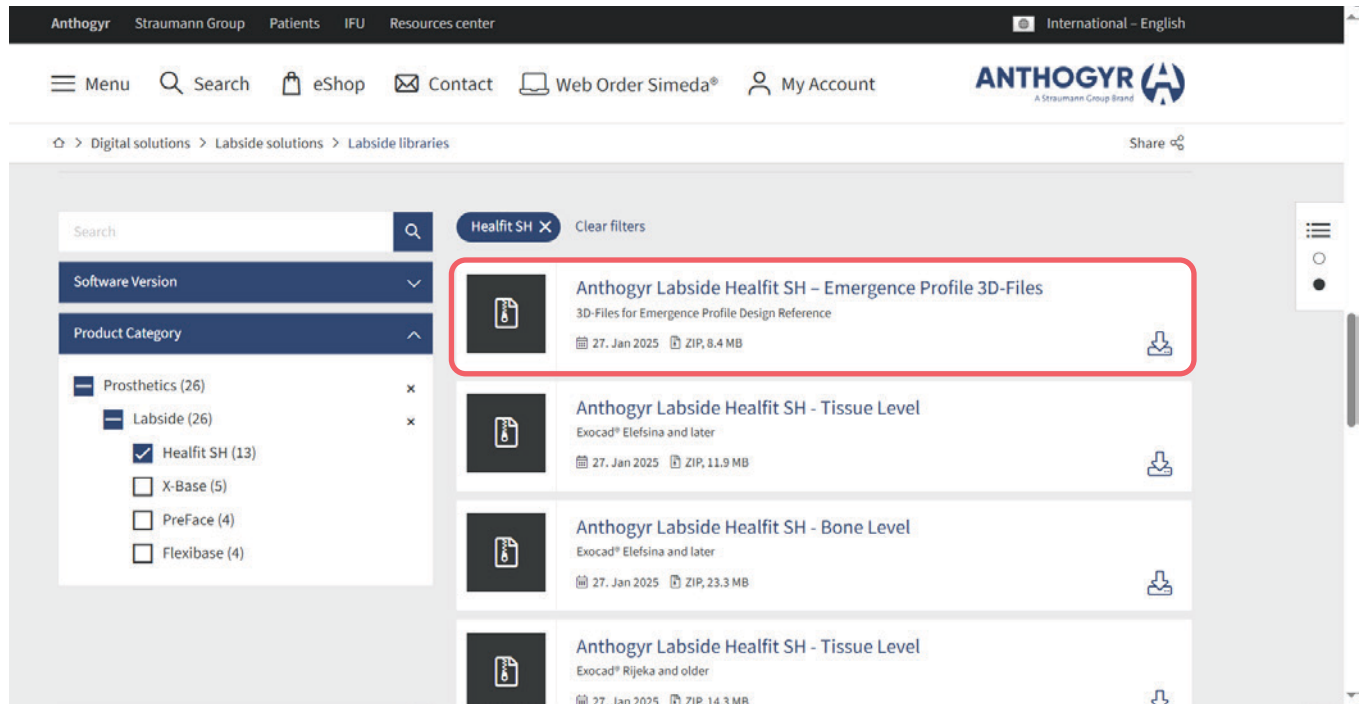 Anthogyr Straumann Group Patients IFU Resources center International – English
Menu Search eShop Contact Web Order Simeda® My Account
ANTHOGYR
A Straumann Group Brand
> Digital solutions > Labside solutions > Labside libraries Share
Search
Healfit SH X Clear filters
Software Version
Product Category
Prosthetics (26) ×
Labside (26) ×
Healfit SH (13)
X-Base (5)
PreFace (4)
Flexibase (4)
Anthogyr Labside Healfit SH – Emergence Profile 3D-Files
3D-Files for Emergence Profile Design Reference
27. Jan 2025 ZIP, 8.4 MB
Anthogyr Labside Healfit SH - Tissue Level
Exocad® Elefsina and later
27. Jan 2025 ZIP, 11.9 MB
Anthogyr Labside Healfit SH - Bone Level
Exocad® Elefsina and later
27. Jan 2025 ZIP, 23.3 MB
Anthogyr Labside Healfit SH - Tissue Level
Exocad® Rijeka and older
27. Jan 2025 ZIP, 14.3 MB